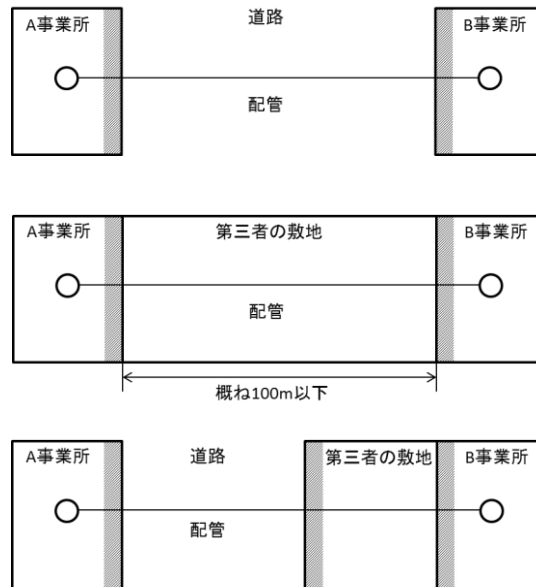 道路
A事業所
B事業所
配管
A事業所
第三者の敷地
B事業所
配管
概ね100m以下
A事業所
道路
第三者の敷地
B事業所
配管